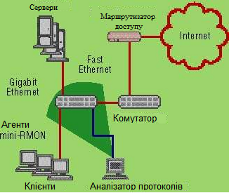 Сервери
Маршрутизатор
доступу
Internet
Fast
Ethernet
Gigabit
Ethernet
Комутатор
Агенти
mini-RMON
Клієнти
Аналізатор протоколів